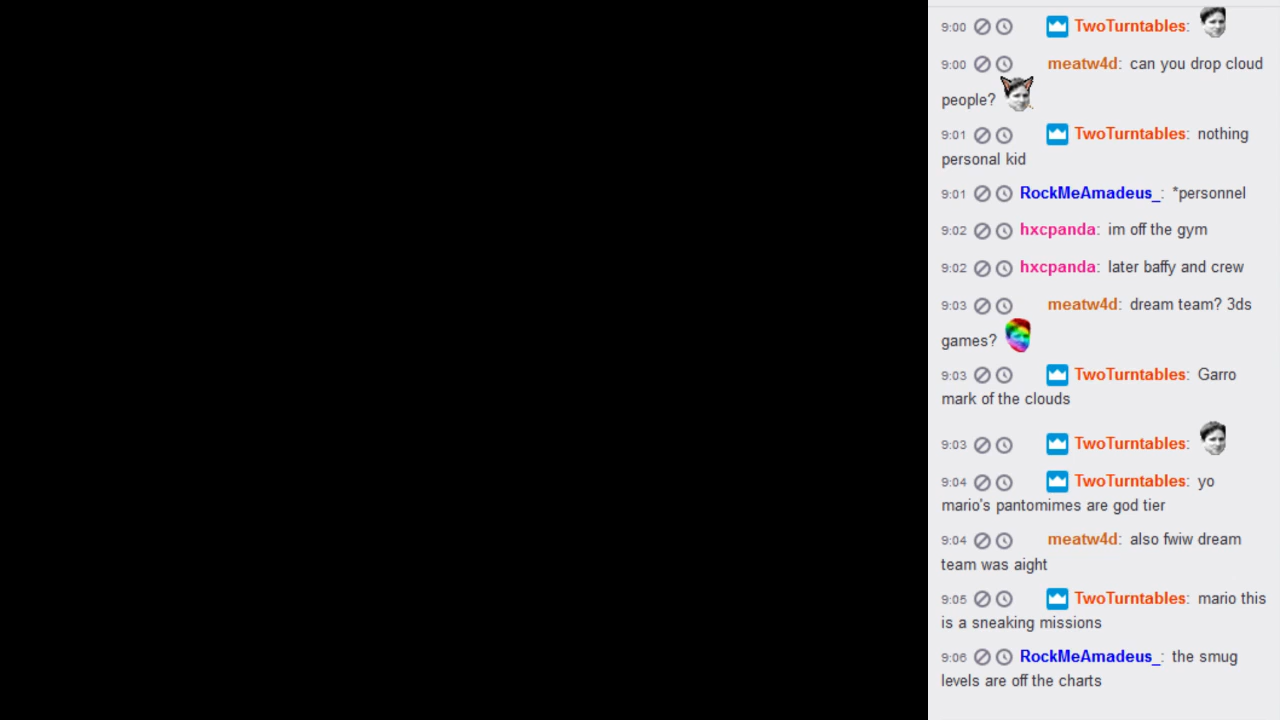 9:00 TwoTurntables:
9:00 meatw4d: can you drop cloud
people?
9:01 TwoTurntables: nothing
personal kid
9:01 RockMeAmadeus_: *personnel
9:02 hxcpanda: im off the gym
9:02 hxcpanda: later baffy and crew
9:03 meatw4d: dream team? 3ds
games?
9:03 TwoTurntables: Garro
mark of the clouds
9:03 TwoTurntables:
9:04 TwoTurntables: yo
mario's pantomimes are god tier
9:04 meatw4d: also fwiw dream
team was aight
9:05 TwoTurntables: mario this
is a sneaking missions
9:06 RockMeAmadeus_: the smug
levels are off the charts